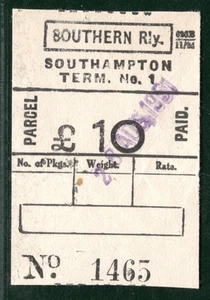 SOUTHERN Rly.
SOUTHAMPTON
TERM. No. 1
PARCEL
£ 10
PAID.
No. of Pkgs. Weight. Rate.
No 1465